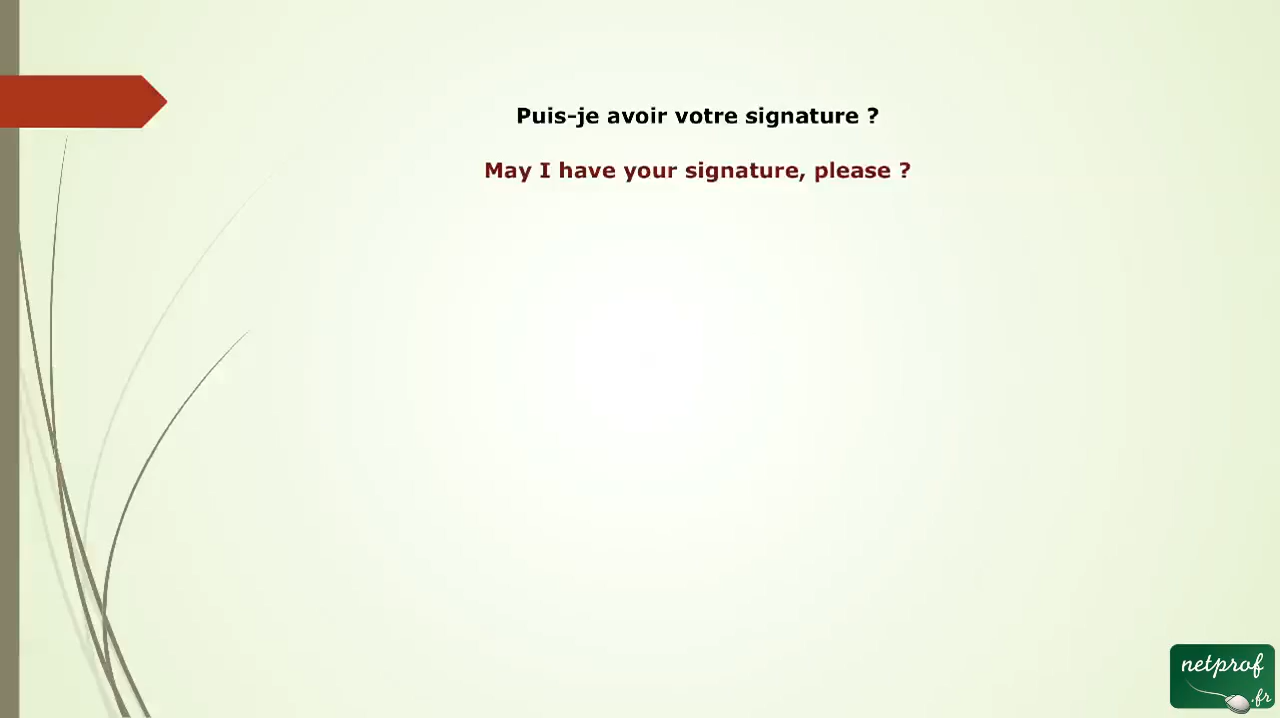 Puis-je avoir votre signature ?
May I have your signature, please ?
netprof
.fr